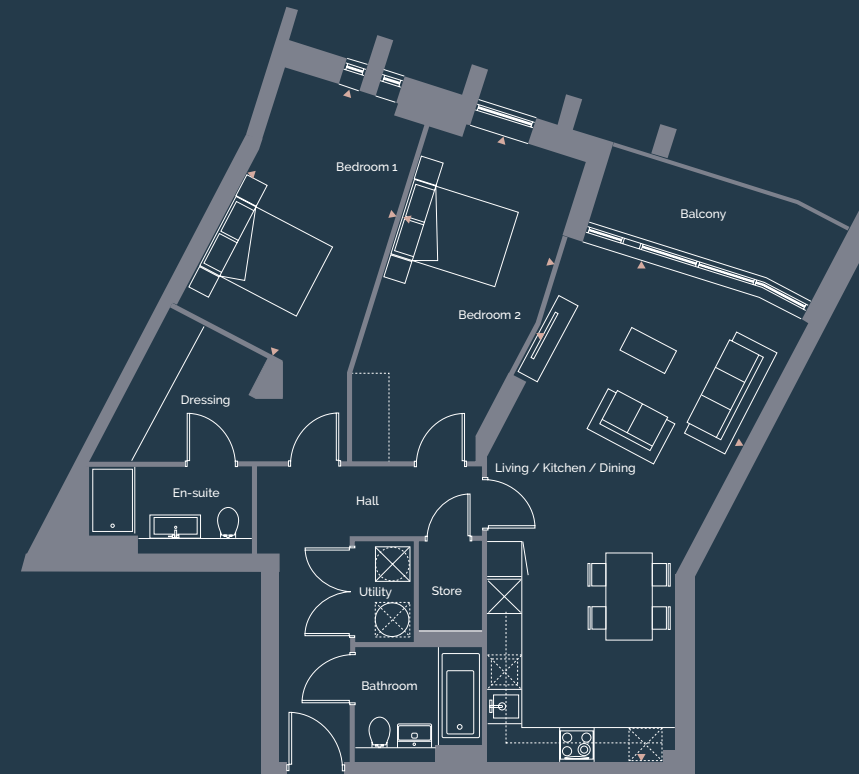 Bedroom 1
Balcony
Bedroom 2
Dressing
Living / Kitchen / Dining
En-suite
Hall
Utility
Store
Bathroom